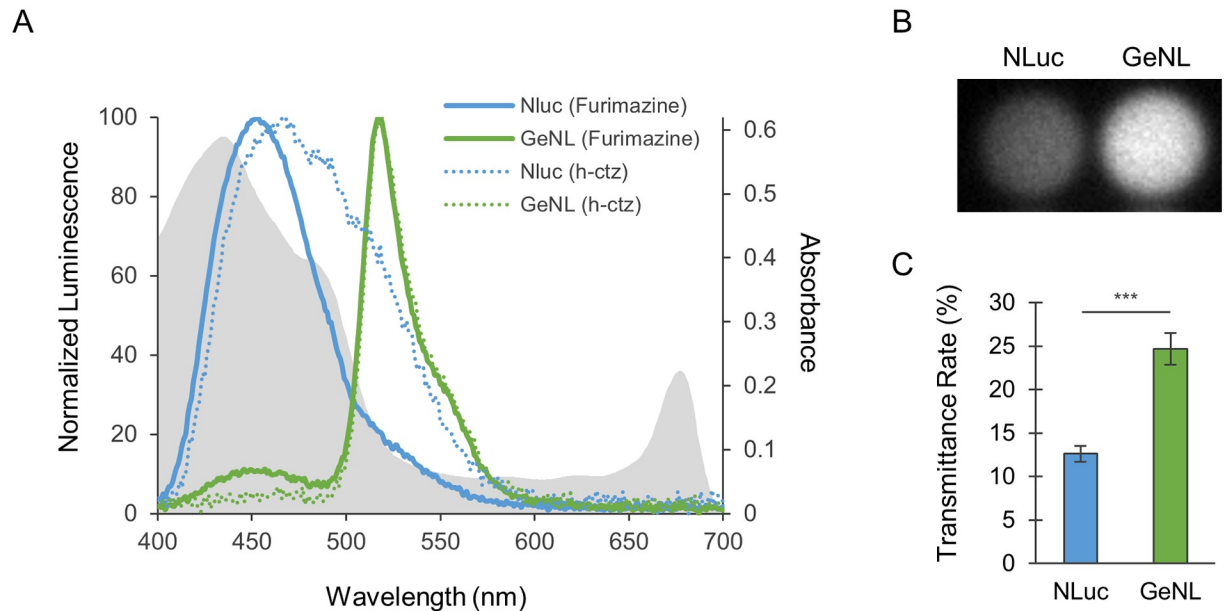 A
Nluc (Furimazine)
GeNL (Furimazine)
Nluc (h-ctz)
GeNL (h-ctz)
Normalized Luminescence
100
80
60
40
20
0
0.6
0.5
0.4
0.3
0.2
0.1
0
Absorbance
400 450 500 550 600 650 700
Wavelength (nm)
B
NLuc GeNL
C
Transmittance Rate (%)
30
25
20
15
10
5
0
***
NLuc GeNL